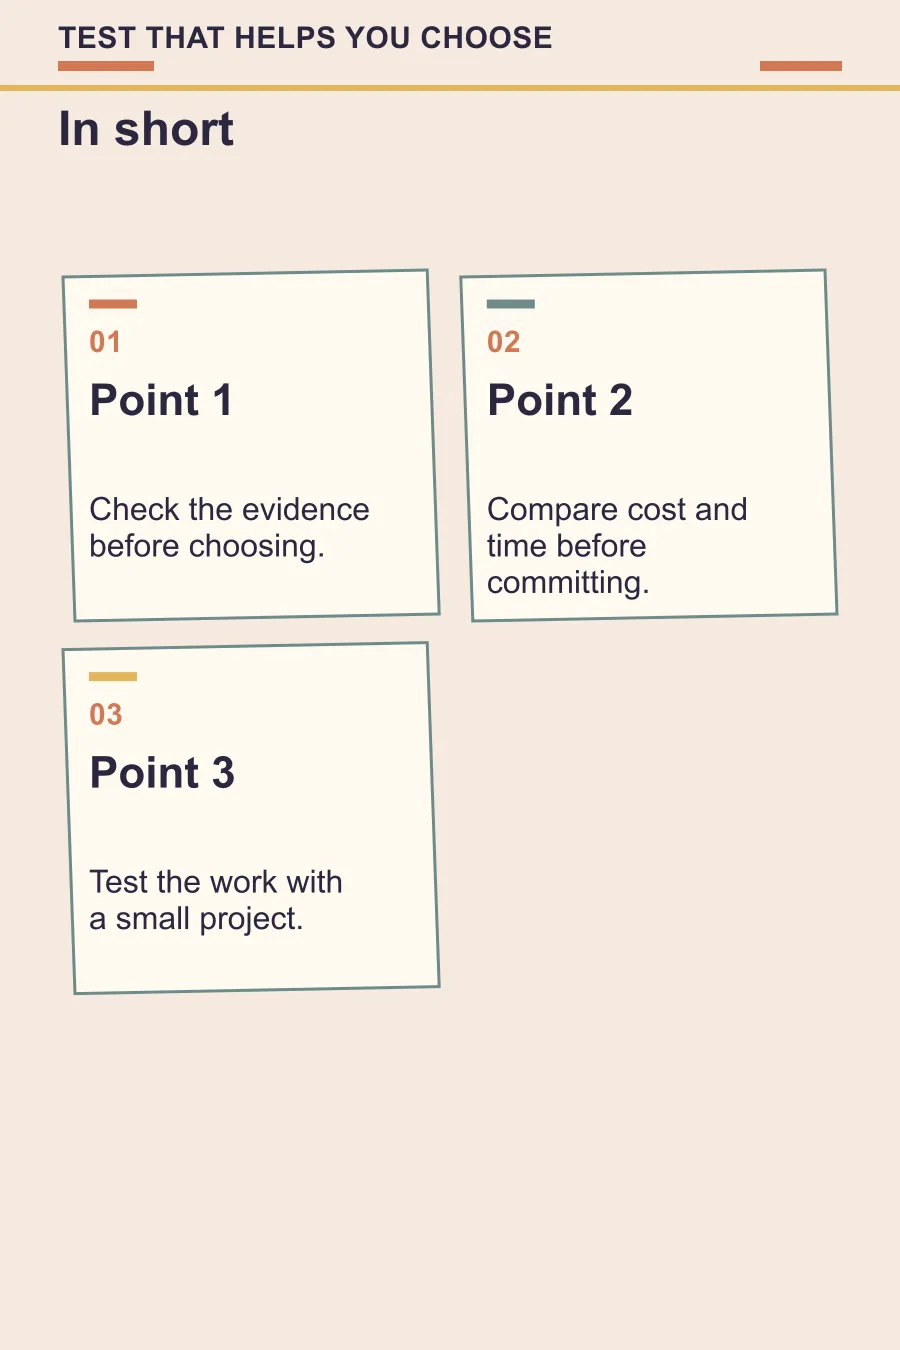 TEST THAT HELPS YOU CHOOSE
In short
01
Point 1
Check the evidence
before choosing.
02
Point 2
Compare cost and
time before
committing.
03
Point 3
Test the work with
a small project.